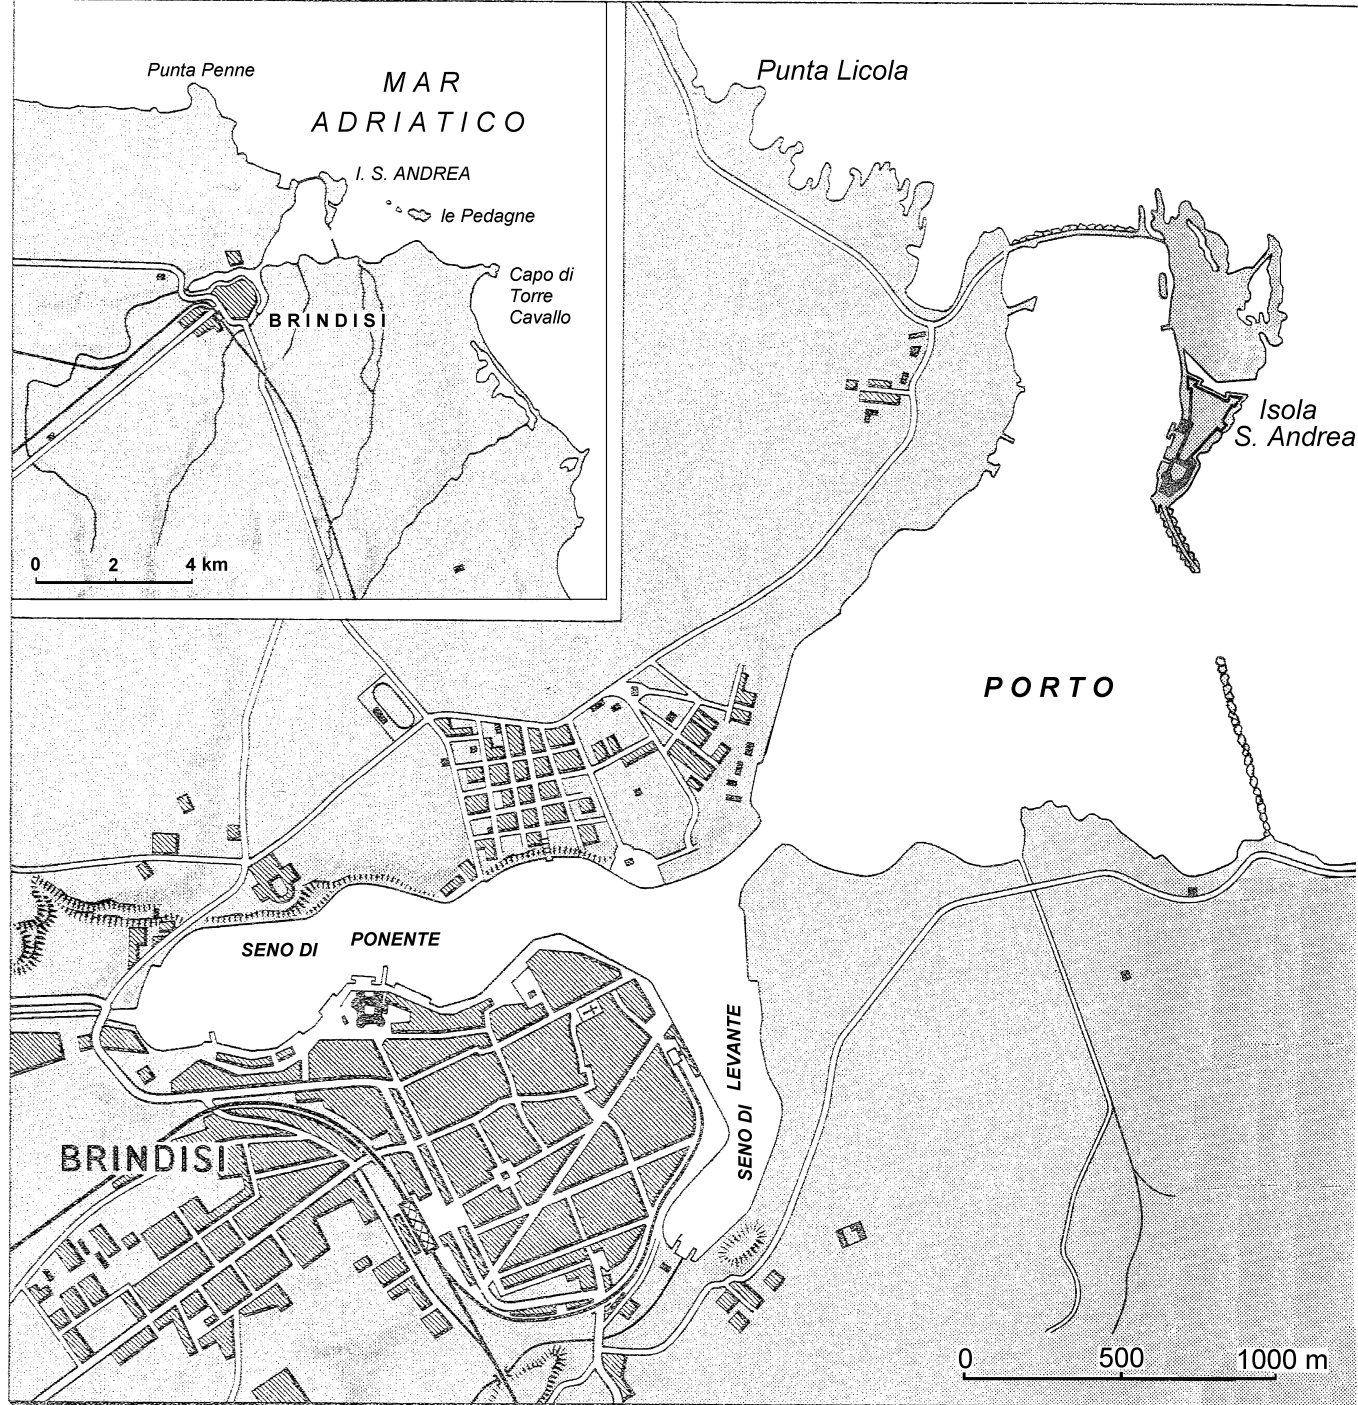 Punta Penne
MAR
ADRIATICO
I. S. ANDREA
le Pedagne
Capo di
Torre
Cavallo
BRINDISI
0 2 4 km
Punta Licola
Isola
S. Andrea
PORTO
SENO DI PONENTE
SENO DI LEVANTE
BRINDISI
0 500 1000 m